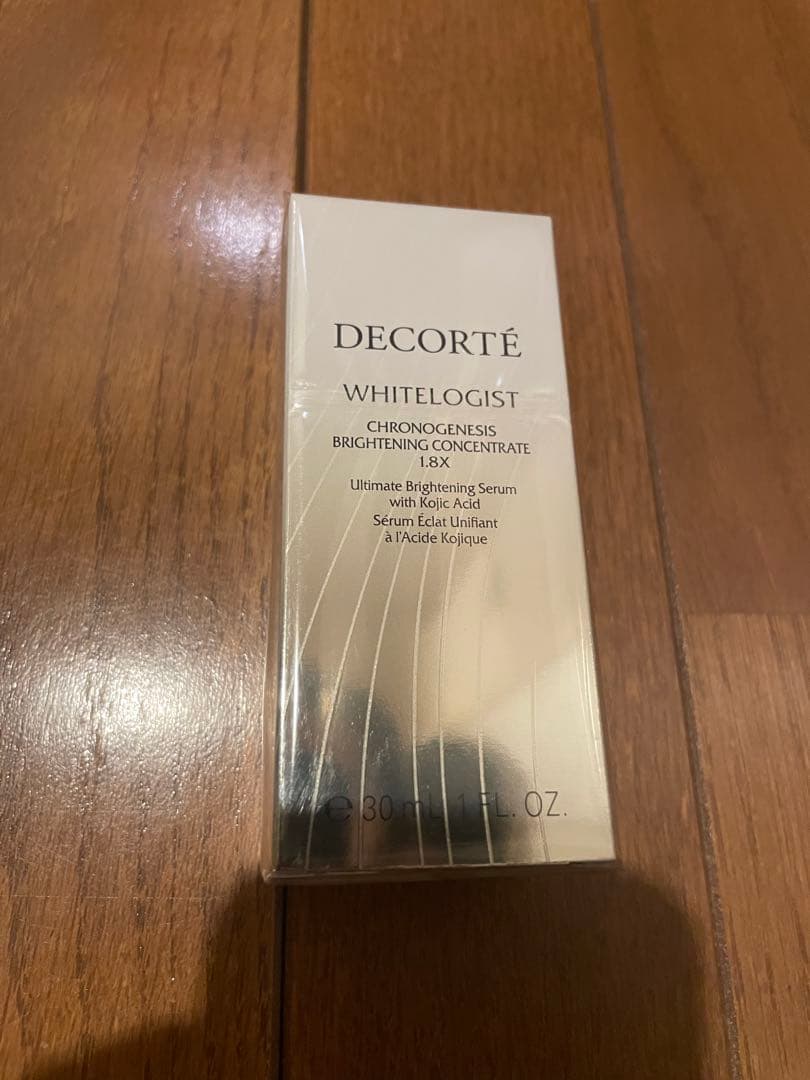 DECORTÉ
WHITELOGIST
CHRONOGENESIS
BRIGHTENING CONCENTRATE
1.8X
Ultimate Brightening Serum
with Kojic Acid
Sérum Éclat Unifiant
à l'Acide Kojique
℮ 30 mL 1 FL. OZ.